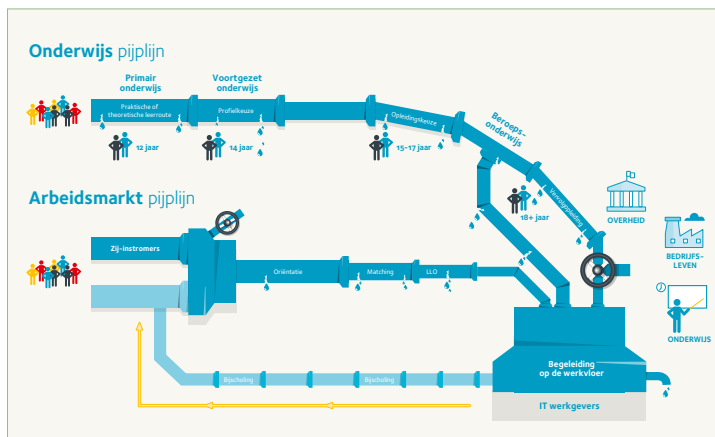 Onderwijs pijplijn
Primair
onderwijs
Voortgezet
onderwijs
Praktische of
theoretische leerroute
Profielkeuze
Opleidingskeuze
Beroeps-
onderwijs
12 jaar
14 jaar
15-17 jaar
18+ jaar
Vervolgopleiding
OVERHEID
BEDRIJFS-
LEVEN
ONDERWIJS
Arbeidsmarkt pijplijn
Zij-instromers
Oriëntatie
Matching
LLO
Bijscholing
Bijscholing
Begeleiding
op de werkvloer
IT werkgevers